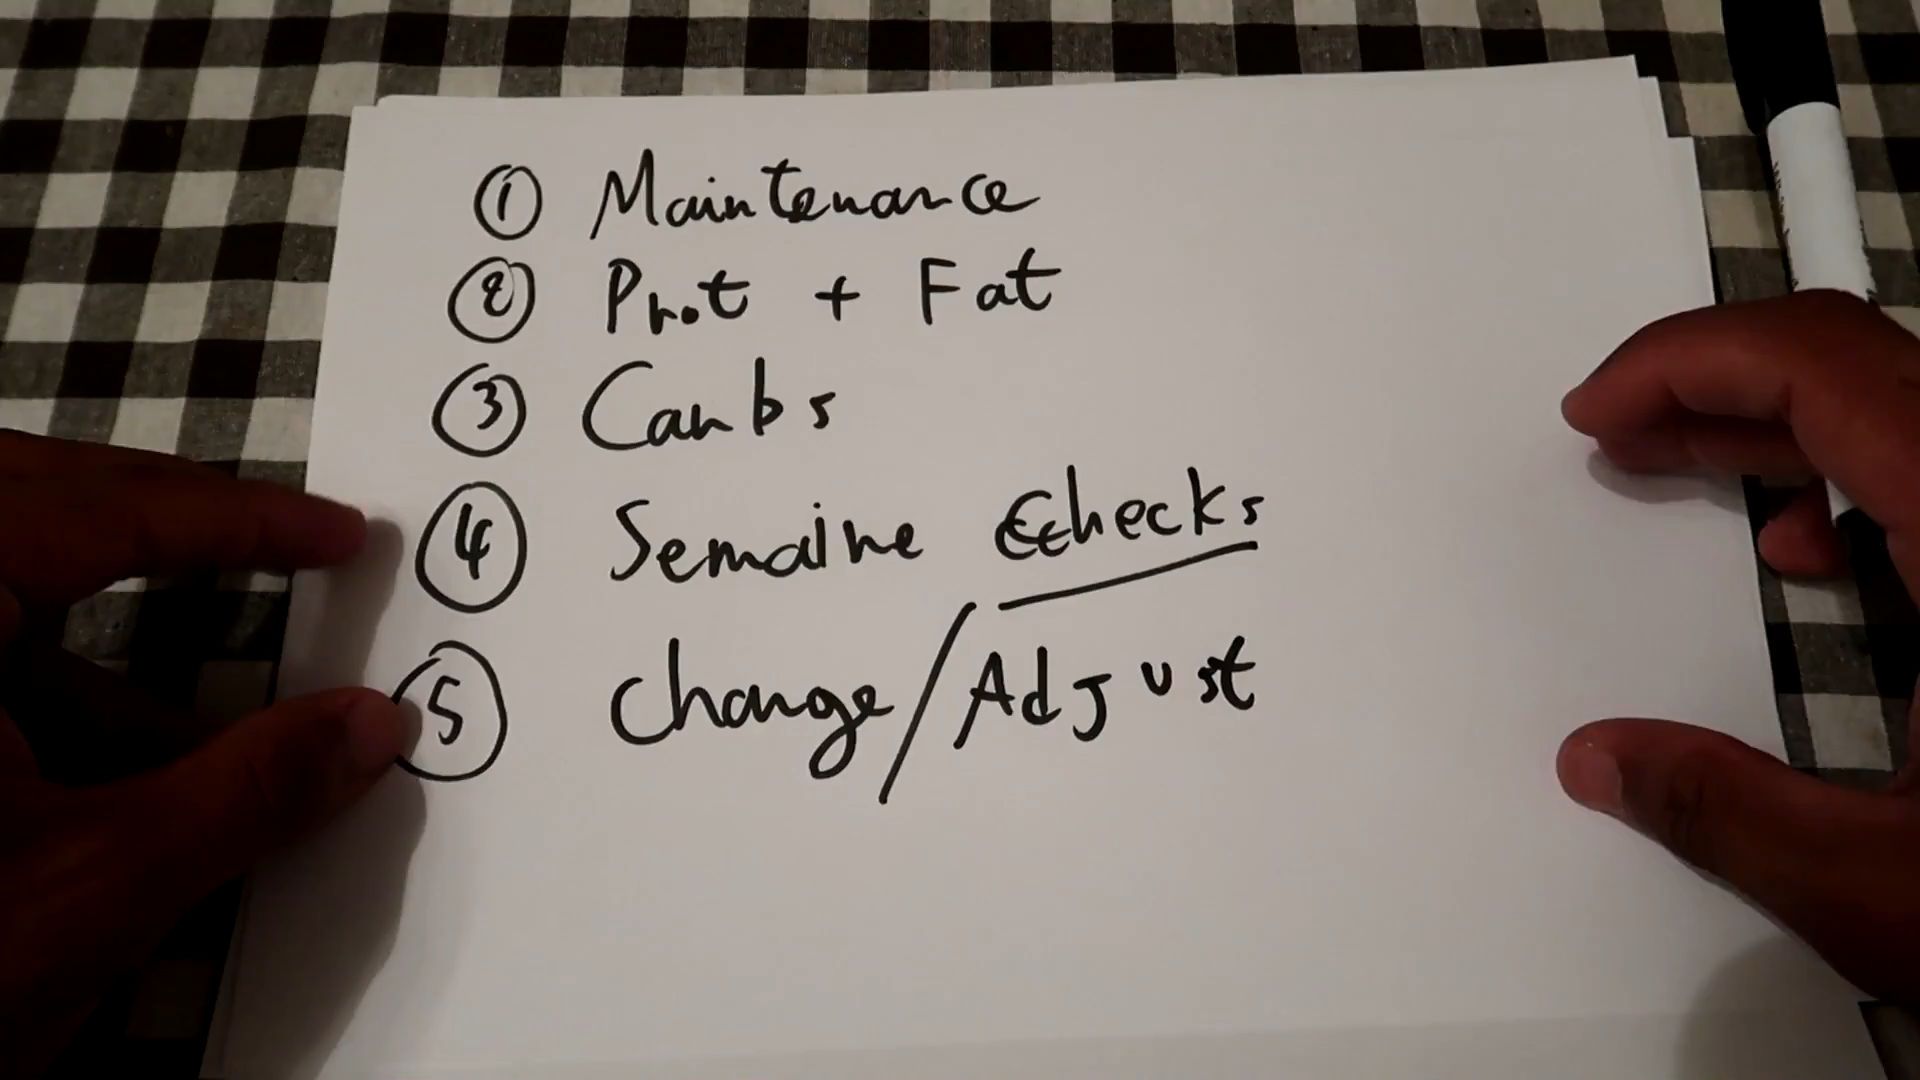 ① Maintenance
② Prot + Fat
③ Carbs
④ Semaine Checks
⑤ Change/Adjust